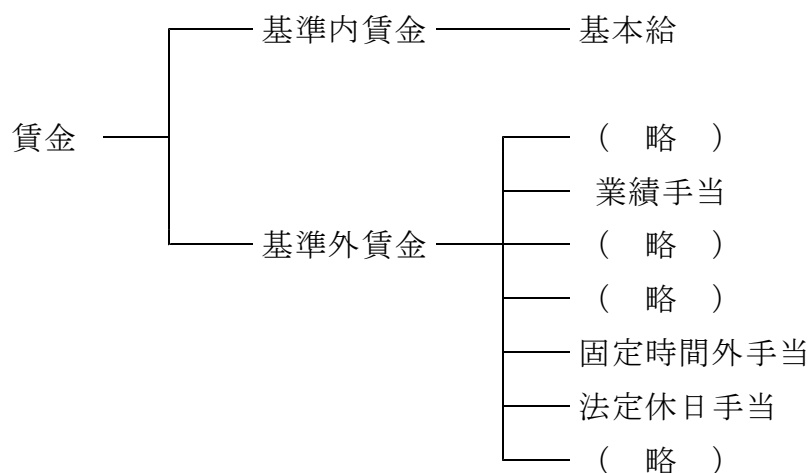 基準内賃金 基本給
賃金
（　略　）
業績手当
基準外賃金 （　略　）
（　略　）
固定時間外手当
法定休日手当
（　略　）